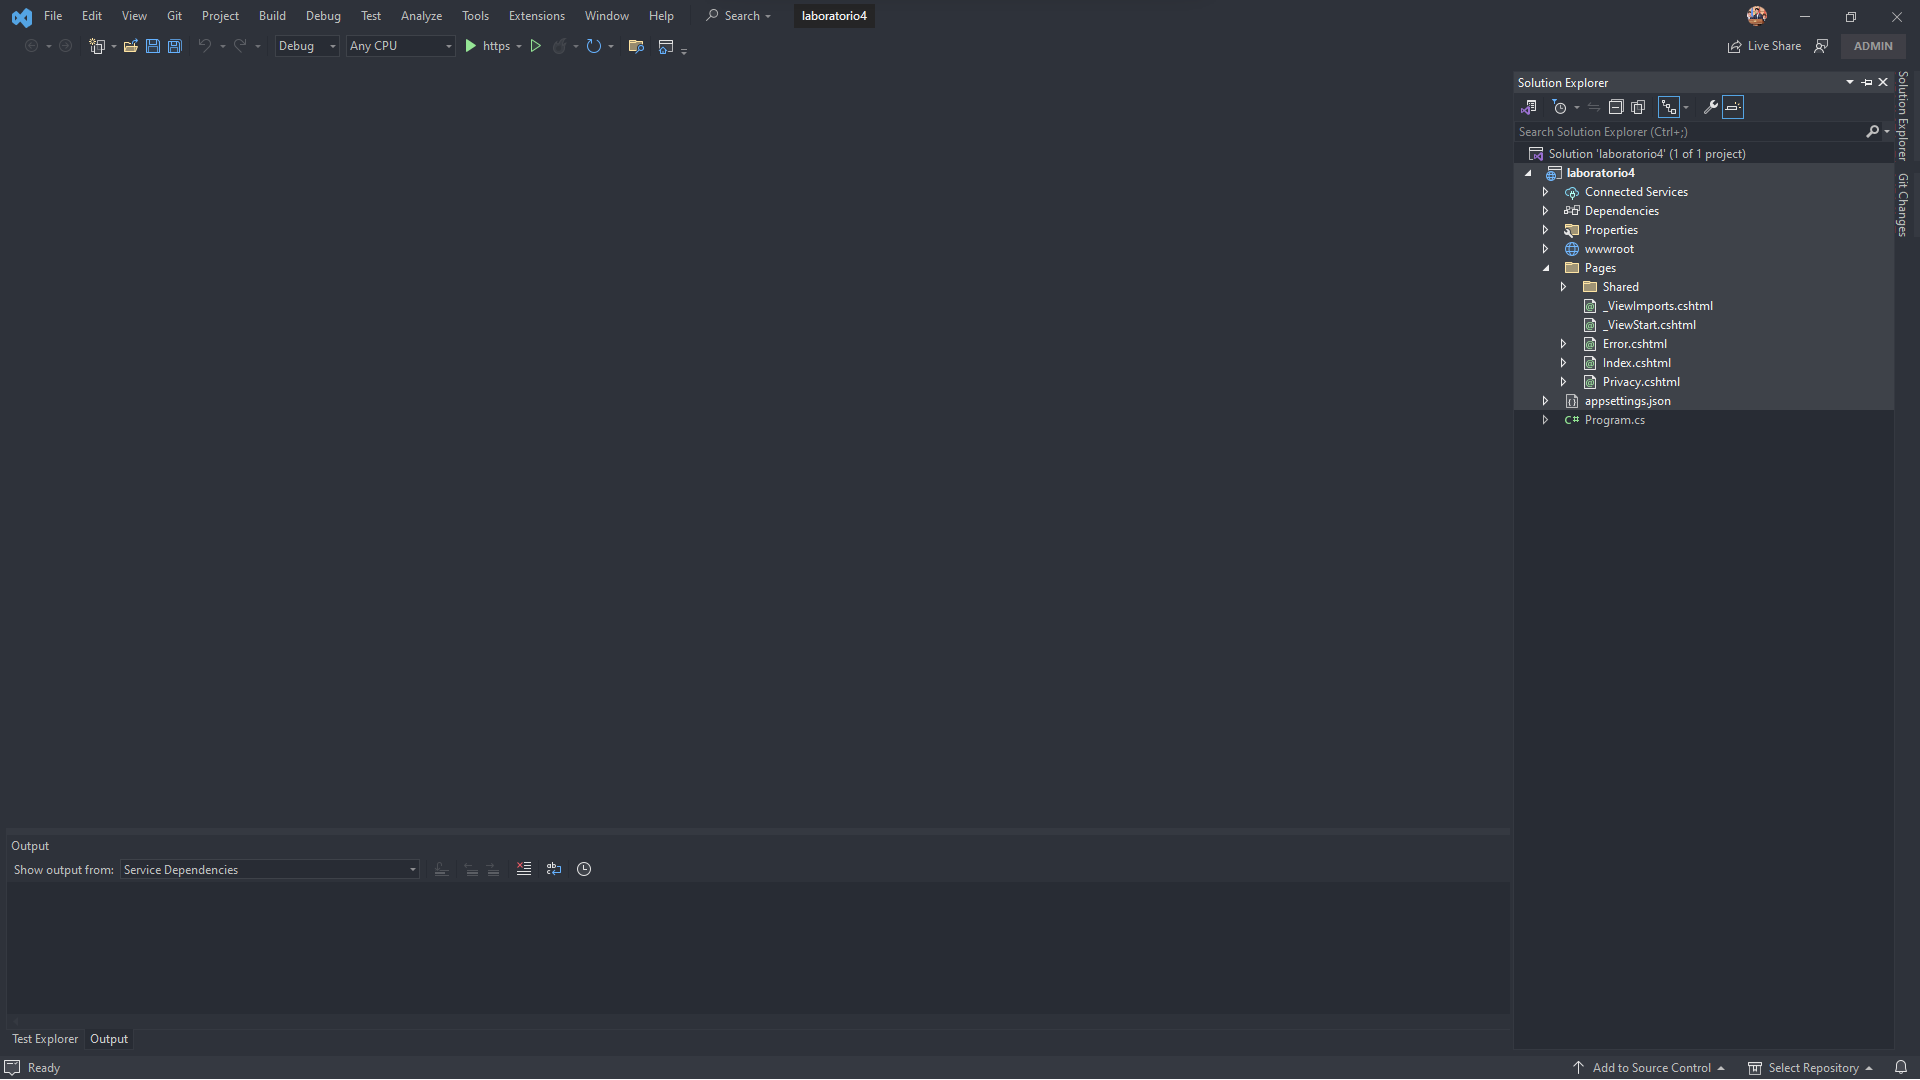 File Edit View Git Project Build Debug Test Analyze Tools Extensions Window Help Search laboratorio4
Debug Any CPU https Live Share ADMIN
Solution Explorer
Search Solution Explorer (Ctrl+;)
Solution 'laboratorio4' (1 of 1 project)
laboratorio4
Connected Services
Dependencies
Properties
wwwroot
Pages
Shared
_ViewImports.cshtml
_ViewStart.cshtml
Error.cshtml
Index.cshtml
Privacy.cshtml
appsettings.json
C# Program.cs
Solution Explorer
Git Changes
Output
Show output from: Service Dependencies
Test Explorer Output
Ready Add to Source Control Select Repository